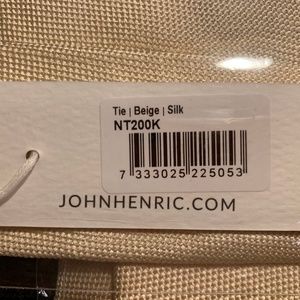 Tie | Beige | Silk
NT200K
7 333025 225053
JOHNHENRIC.COM